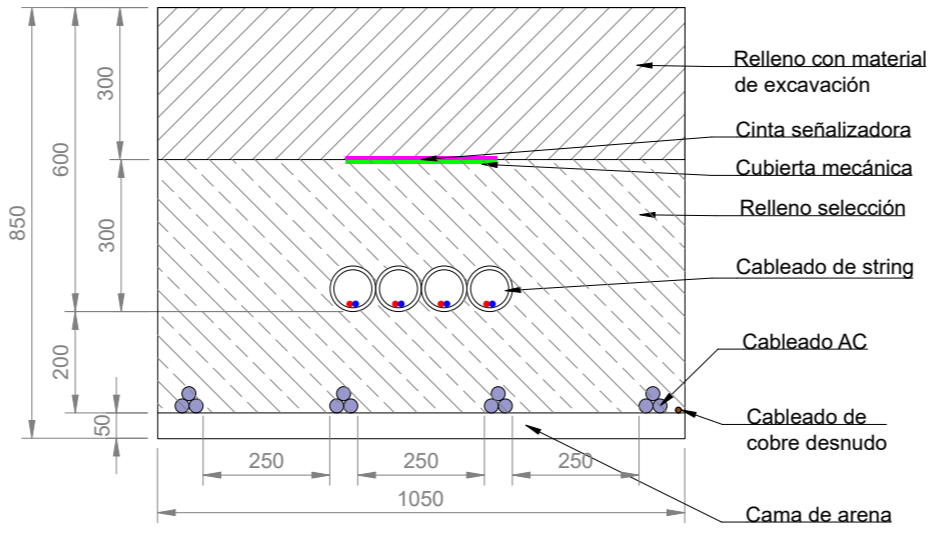 300
600
850
300
200
50
250
250
250
1050
Relleno con material
de excavación
Cinta señalizadora
Cubierta mecánica
Relleno selección
Cableado de string
Cableado AC
Cableado de
cobre desnudo
Cama de arena